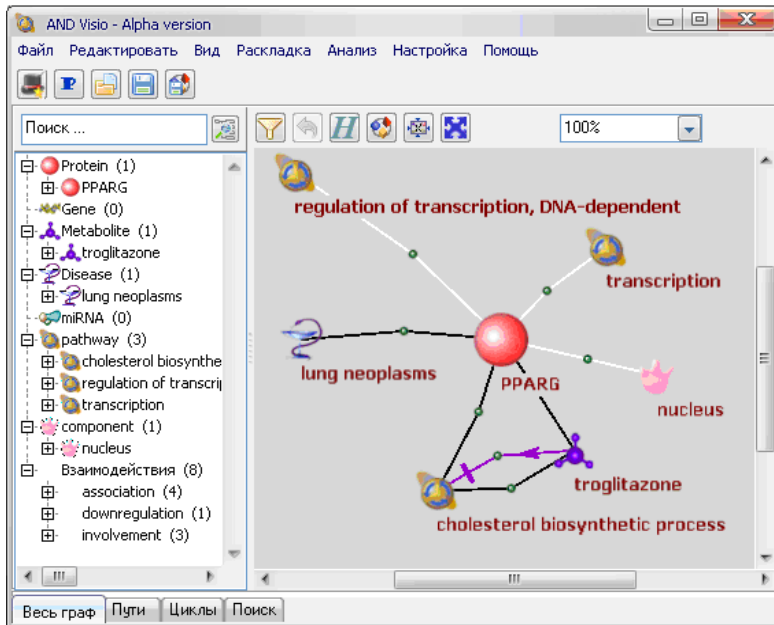 AND Visio - Alpha version
Файл Редактировать Вид Раскладка Анализ Настройка Помощь
P
Поиск ...
H
100%
Protein (1)
PPARG
Gene (0)
Metabolite (1)
troglitazone
Disease (1)
lung neoplasms
miRNA (0)
pathway (3)
cholesterol biosynthe
regulation of transcrip
transcription
component (1)
nucleus
Взаимодействия (8)
association (4)
downregulation (1)
involvement (3)
regulation of transcription, DNA-dependent
transcription
lung neoplasms
PPARG
nucleus
troglitazone
cholesterol biosynthetic process
Весь граф Пути Циклы Поиск